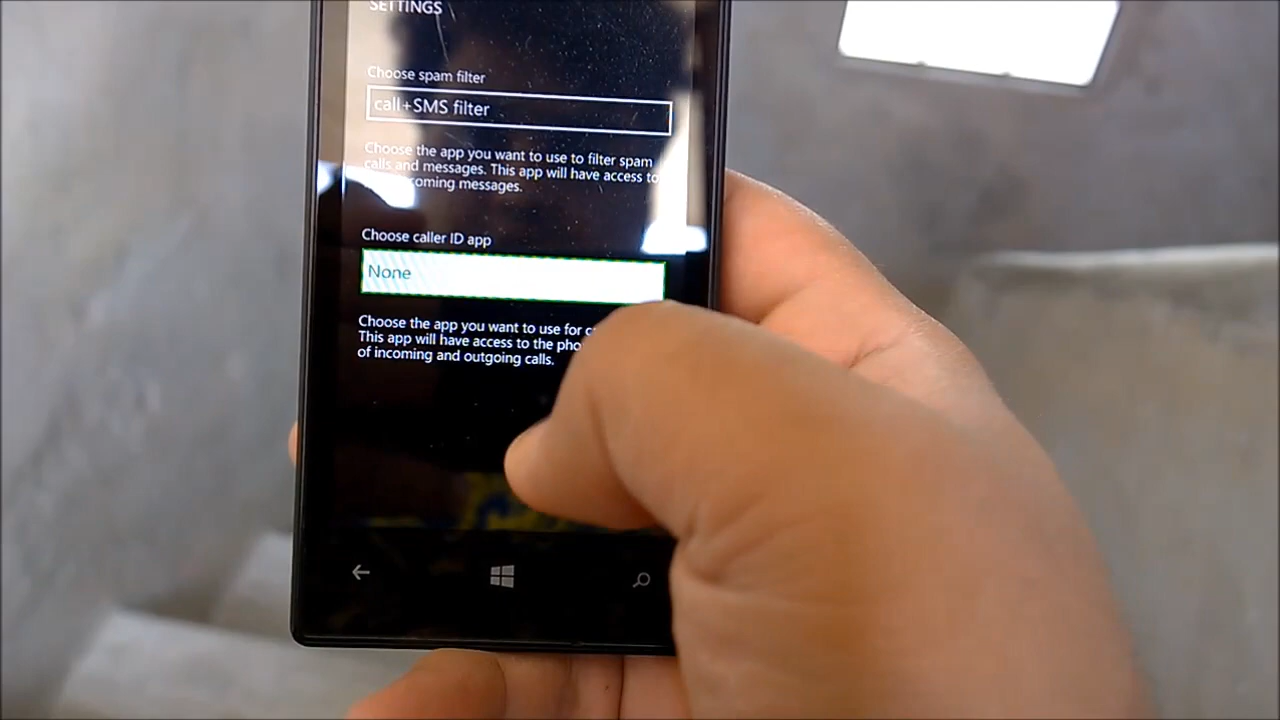 SETTINGS
Choose spam filter
call+SMS filter
Choose the app you want to use to filter spam
calls and messages. This app will have access to
coming messages.
Choose caller ID app
None
Choose the app you want to use for c
This app will have access to the pho
of incoming and outgoing calls.